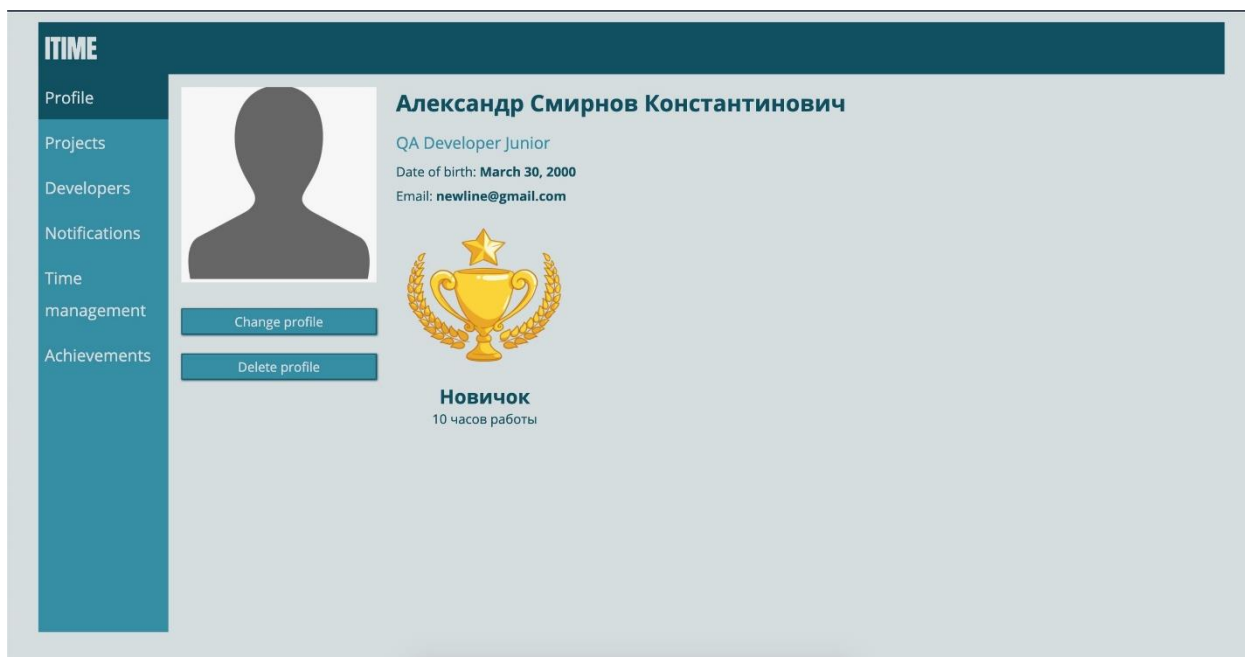 ITIME
Profile
Projects
Developers
Notifications
Time
management
Achievements
Change profile
Delete profile
Александр Смирнов Константинович
QA Developer Junior
Date of birth: March 30, 2000
Email: newline@gmail.com
Новичок
10 часов работы